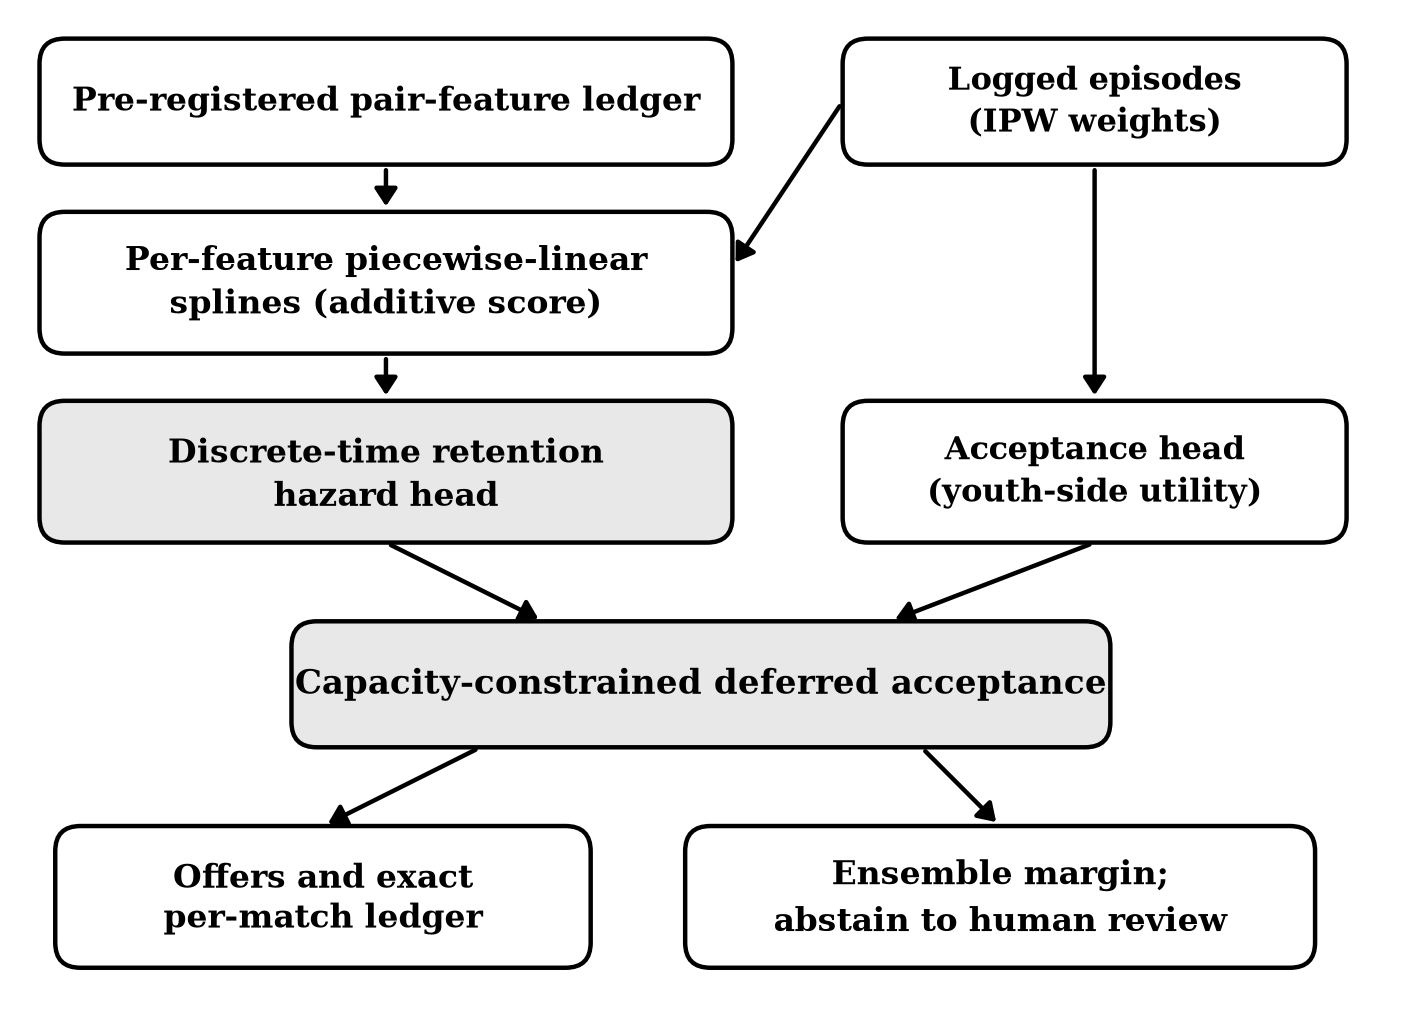 Pre-registered pair-feature ledger
Logged episodes
(IPW weights)
Per-feature piecewise-linear
splines (additive score)
Discrete-time retention
hazard head
Acceptance head
(youth-side utility)
Capacity-constrained deferred acceptance
Offers and exact
per-match ledger
Ensemble margin;
abstain to human review